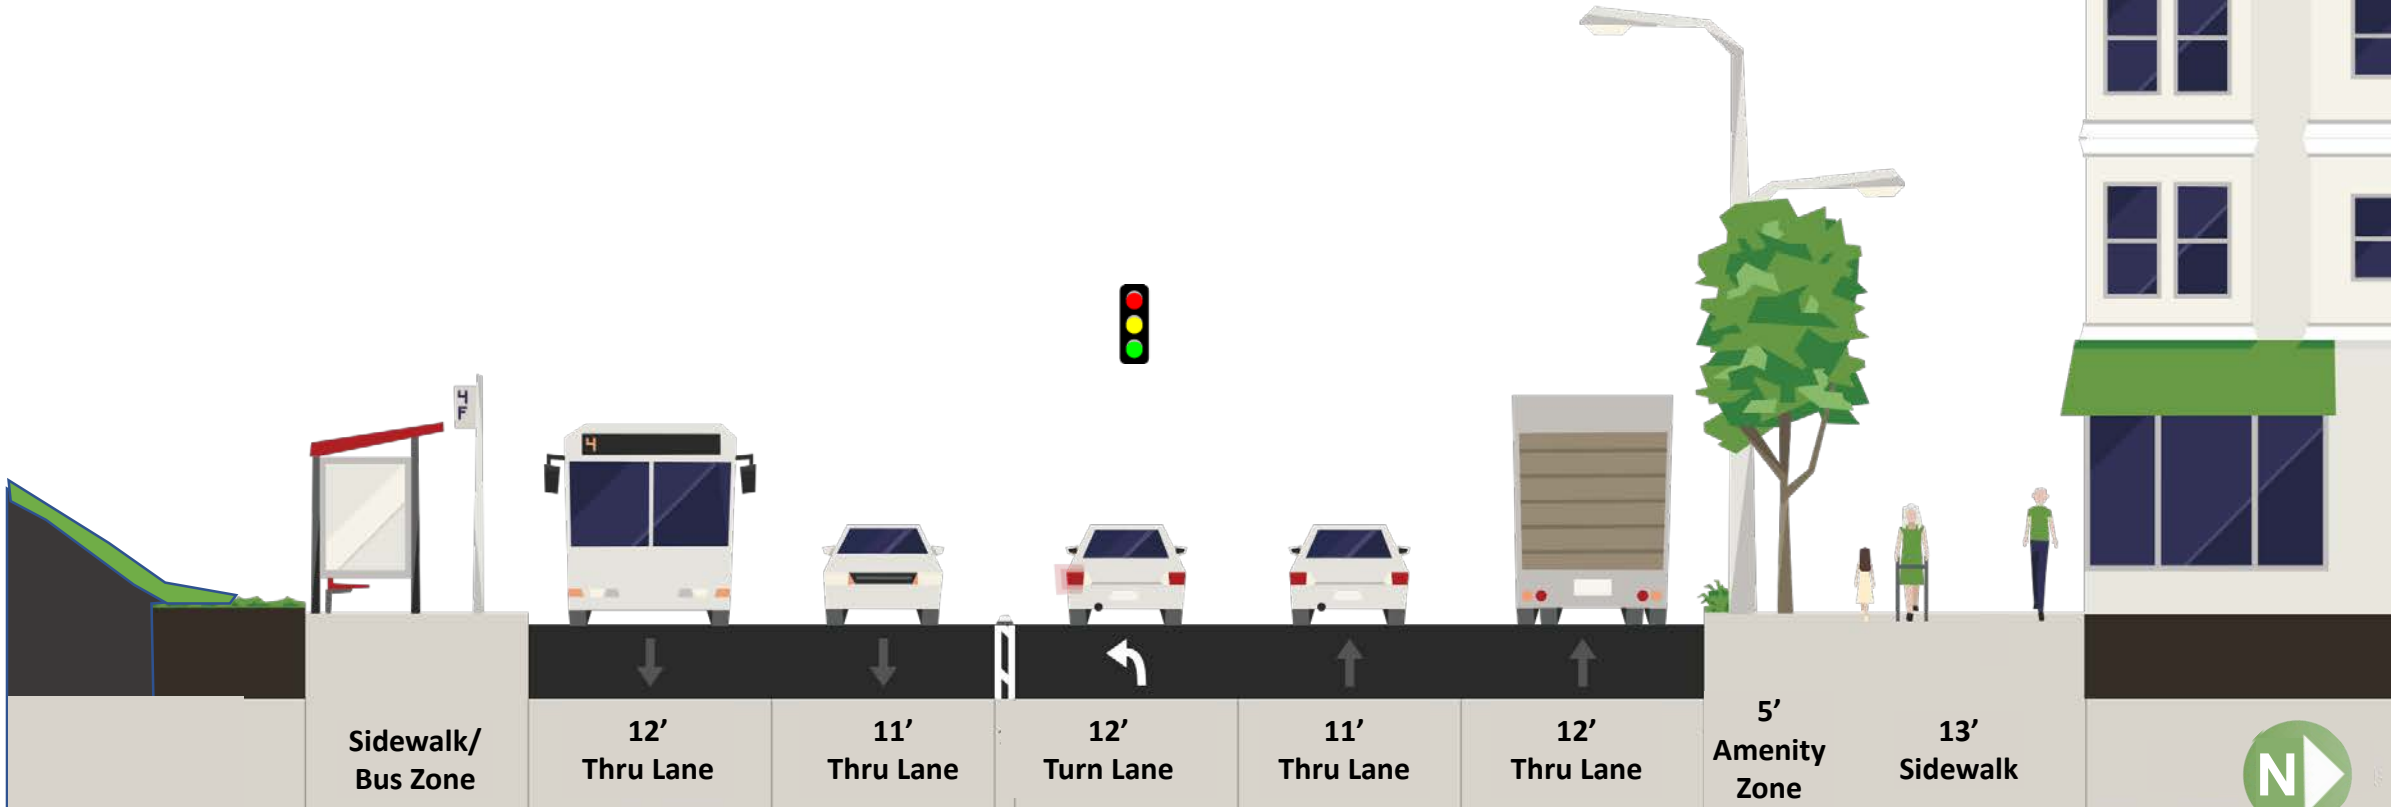 4
F
4
Sidewalk/
Bus Zone
12’
Thru Lane
11’
Thru Lane
12’
Turn Lane
11’
Thru Lane
12’
Thru Lane
5’
Amenity
Zone
13’
Sidewalk
N